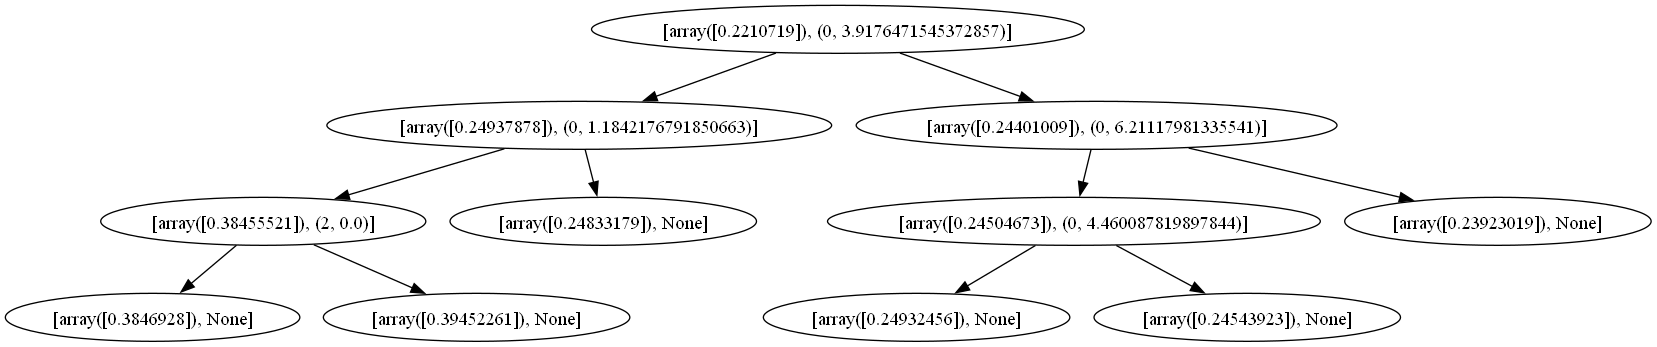 [array([0.2210719]), (0, 3.9176471545372857)]
[array([0.24937878]), (0, 1.1842176791850663)]
[array([0.24401009]), (0, 6.21117981335541)]
[array([0.38455521]), (2, 0.0)]
[array([0.24833179]), None]
[array([0.24504673]), (0, 4.460087819897844)]
[array([0.23923019]), None]
[array([0.3846928]), None]
[array([0.39452261]), None]
[array([0.24932456]), None]
[array([0.24543923]), None]